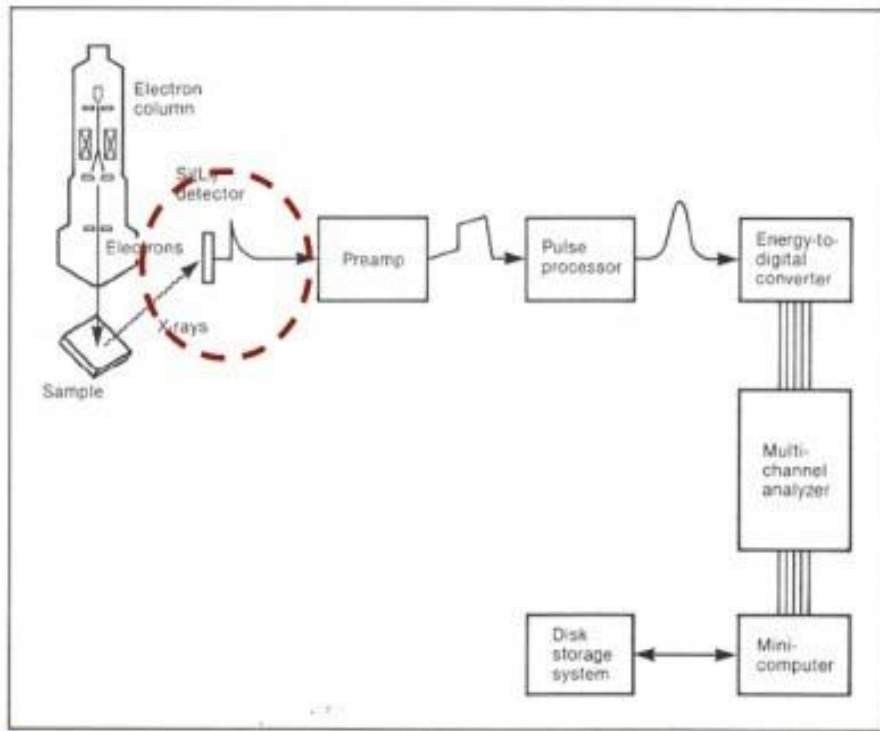 Electron
column
Si(Li)
detector
Electrons
X-rays
Sample
Preamp
Pulse
processor
Energy-to-
digital
converter
Multi-
channel
analyzer
Disk
storage
system
Mini-
computer